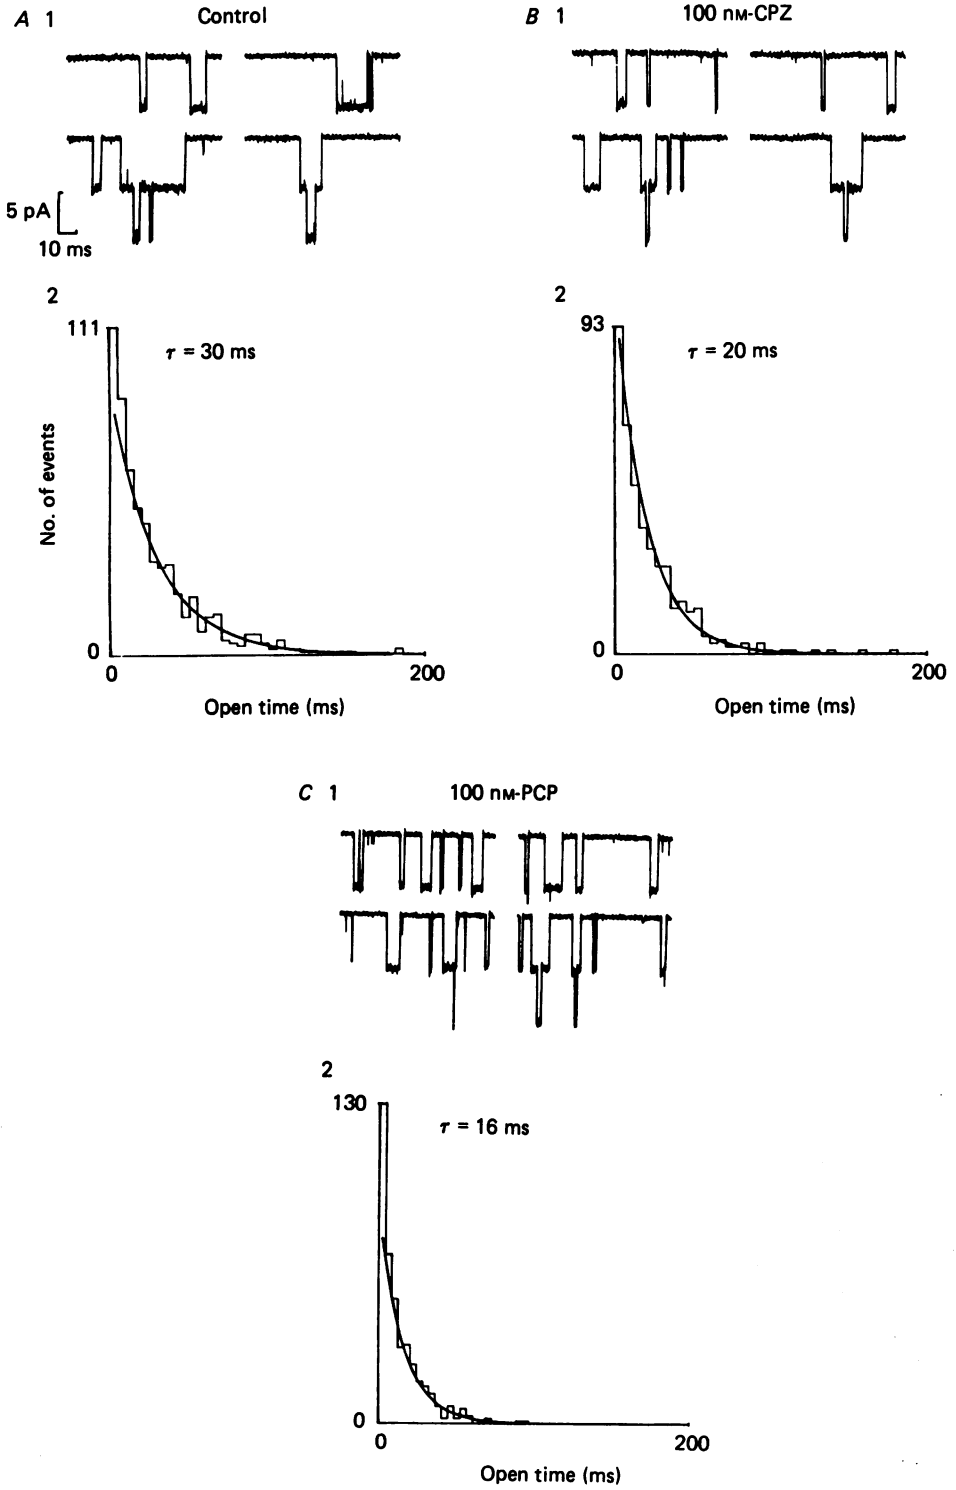 A 1 Control
5 pA
10 ms
2
111
τ = 30 ms
No. of events
0
0 200
Open time (ms)
B 1 100 nM-CPZ
2
93
τ = 20 ms
0
0 200
Open time (ms)
C 1 100 nM-PCP
2
130
τ = 16 ms
0
0 200
Open time (ms)